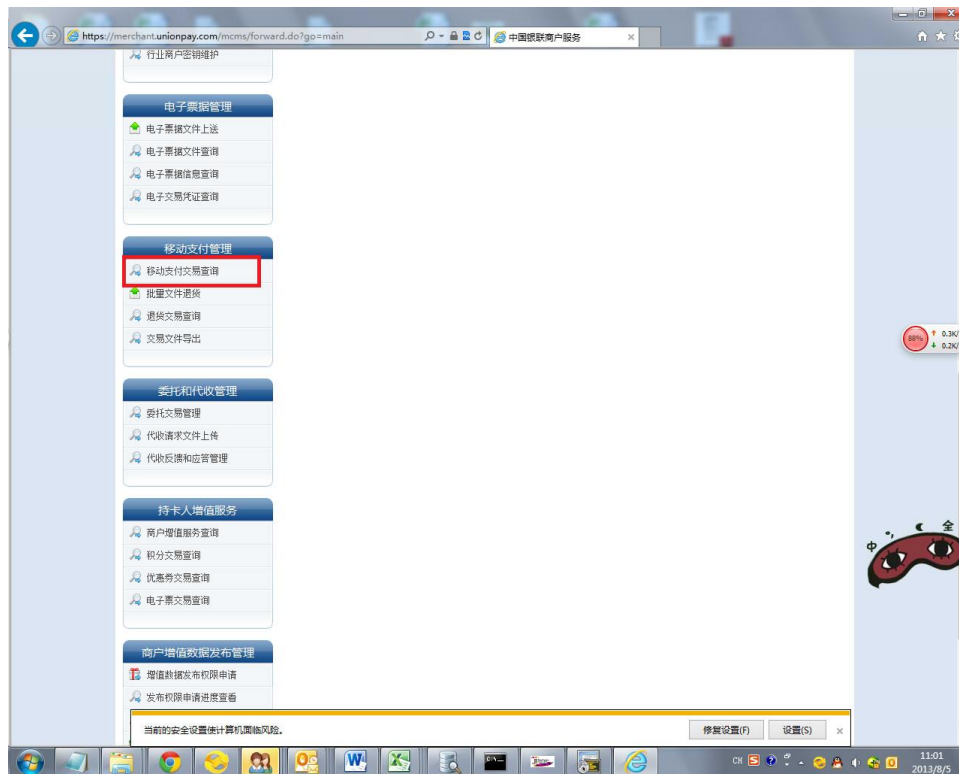 https://merchant.unionpay.com/mcms/forward.do?go=main
中国银联商户服务
行业商户密钥维护
电子票据管理
电子票据文件上送
电子票据文件查询
电子票据信息查询
电子交易凭证查询
移动支付管理
移动支付交易查询
批量文件退货
退货交易查询
交易文件导出
88%
0.3K/
0.2K/
委托和代收管理
委托交易管理
代收请求文件上传
代收反馈和应答管理
持卡人增值服务
商户增值服务查询
积分交易查询
优惠券交易查询
电子票交易查询
中
全
商户增值数据发布管理
增值数据发布权限申请
发布权限申请进度查看
当前的安全设置使计算机面临风险。
修复设置(F)
设置(S)
CH
11:01
2013/8/5